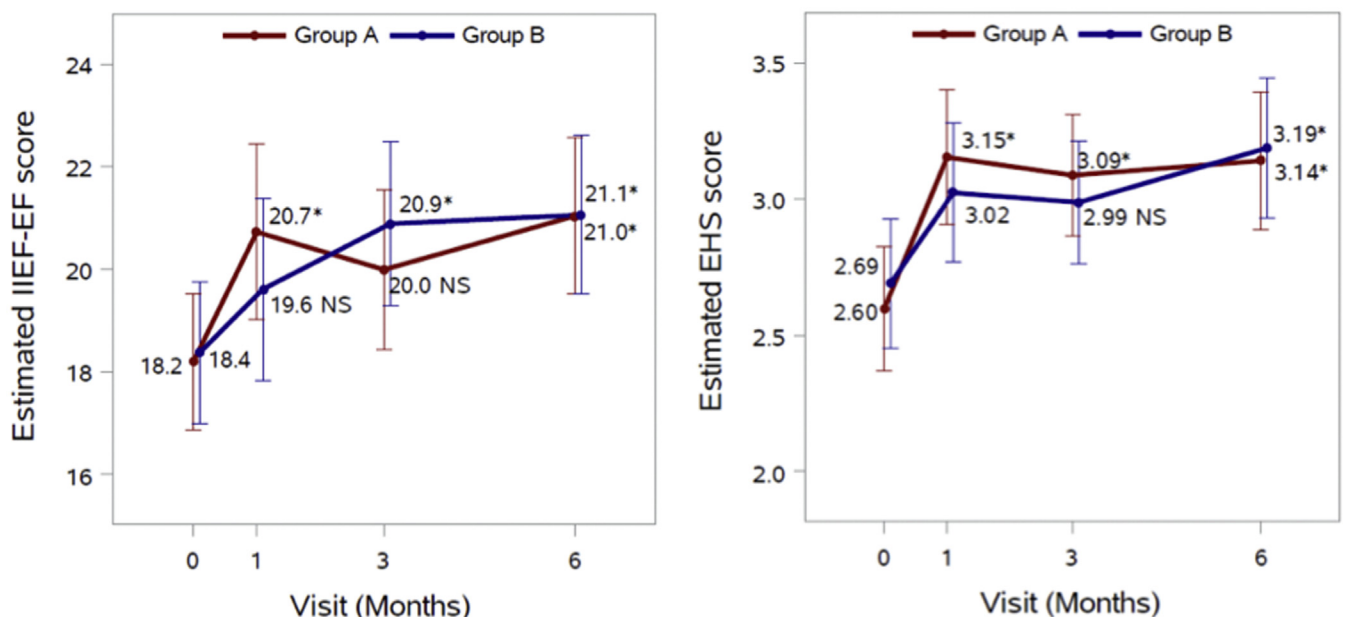 Group A Group B
24
22
20
18
16
Estimated IIEF-EF score
18.2
18.4
20.7*
19.6 NS
20.9*
20.0 NS
21.1*
21.0*
0 1 3 6
Visit (Months)
Group A Group B
3.5
3.0
2.5
2.0
Estimated EHS score
2.69
2.60
3.15*
3.02
3.09*
2.99 NS
3.19*
3.14*
0 1 3 6
Visit (Months)